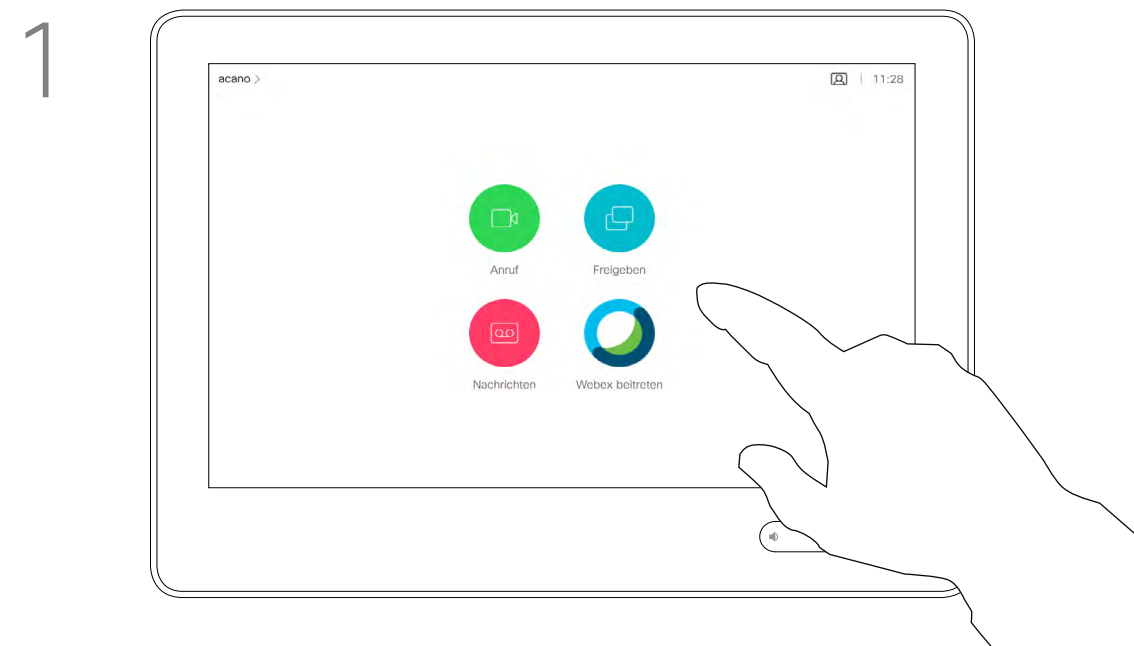 1
acano >
11:28
Anruf
Freigeben
Nachrichten
Webex beitreten